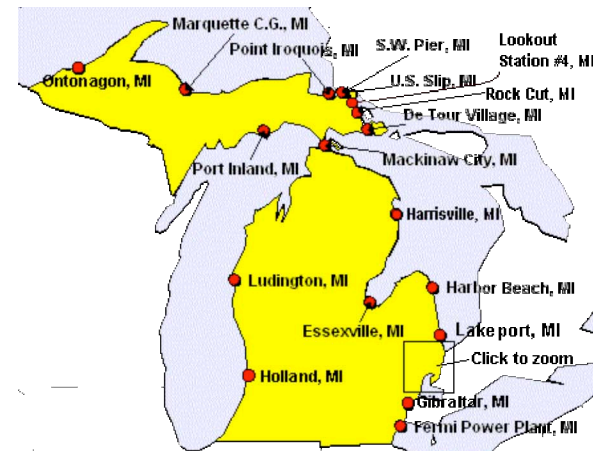 Marquette C.G., MI
Point Iroquois, MI
S.W. Pier, MI
Lookout
Station #4, MI
Ontonagon, MI
U.S. Slip, MI
Rock Cut, MI
De Tour Village, MI
Port Inland, MI
Mackinaw City, MI
Harrisville, MI
Ludington, MI
Harbor Beach, MI
Essexville, MI
Lakeport, MI
Click to zoom
Holland, MI
Gibraltar, MI
Fermi Power Plant, MI